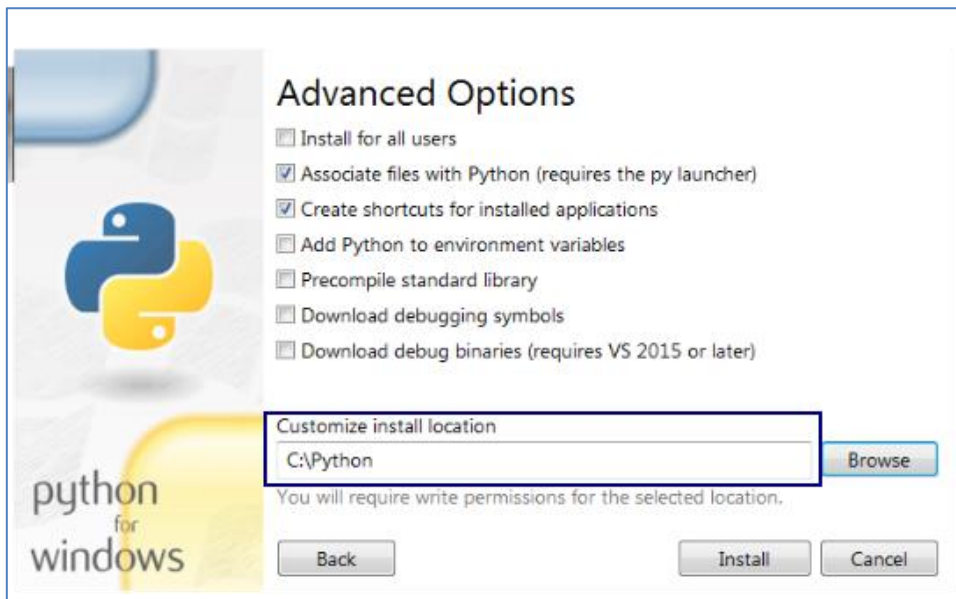 Advanced Options
Install for all users
Associate files with Python (requires the py launcher)
Create shortcuts for installed applications
Add Python to environment variables
Precompile standard library
Download debugging symbols
Download debug binaries (requires VS 2015 or later)
Customize install location
C:\Python
Browse
You will require write permissions for the selected location.
python
for
windows
Back
Install
Cancel